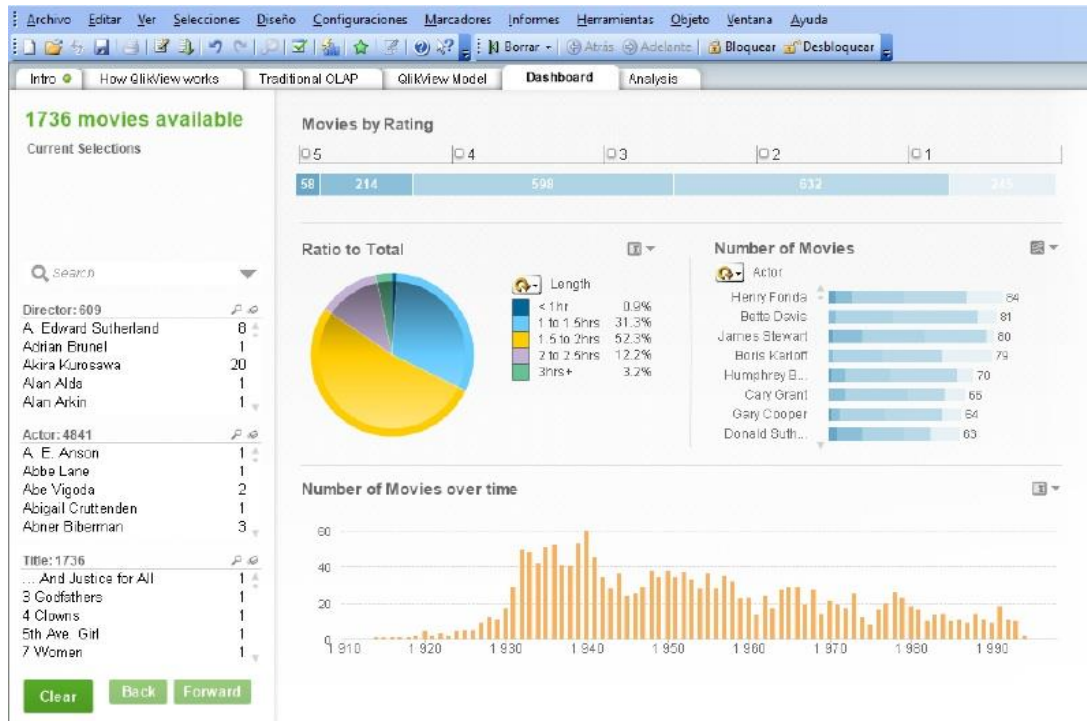 Archivo Editar Ver Selecciones Diseño Configuraciones Marcadores Informes Herramientas Objeto Ventana Ayuda
Borrar Atrás Adelante Bloquear Desbloquear
Intro How QlikView works Traditional OLAP QlikView Model Dashboard Analysis
1736 movies available
Current Selections
Search
Director: 609
A. Edward Sutherland 8
Adrian Brunel 1
Akira Kurosawa 20
Alan Alda 1
Alan Arkin 1
Actor: 4841
A. E. Anson 1
Abbe Lane 1
Abe Vigoda 2
Abigail Cruttenden 1
Abner Biberman 3
Title: 1736
... And Justice for All 1
3 Godfathers 1
4 Clowns 1
5th Ave. Girl 1
7 Women 1
Clear Back Forward
Movies by Rating
5 4 3 2 1
58 214 598 632
Ratio to Total
Length
< 1hr 0.9%
1 to 1.5hrs 31.3%
1.5 to 2hrs 52.3%
2 to 2.5hrs 12.2%
3hrs+ 3.2%
Number of Movies
Actor
Henry Fonda 84
Bette Davis 81
James Stewart 80
Boris Karloff 79
Humphrey B... 70
Cary Grant
Gary Cooper 64
Donald Suth... 63
Number of Movies over time
60
40
20
0
1910 1920 1930 1940 1950 1960 1970 1980 1990